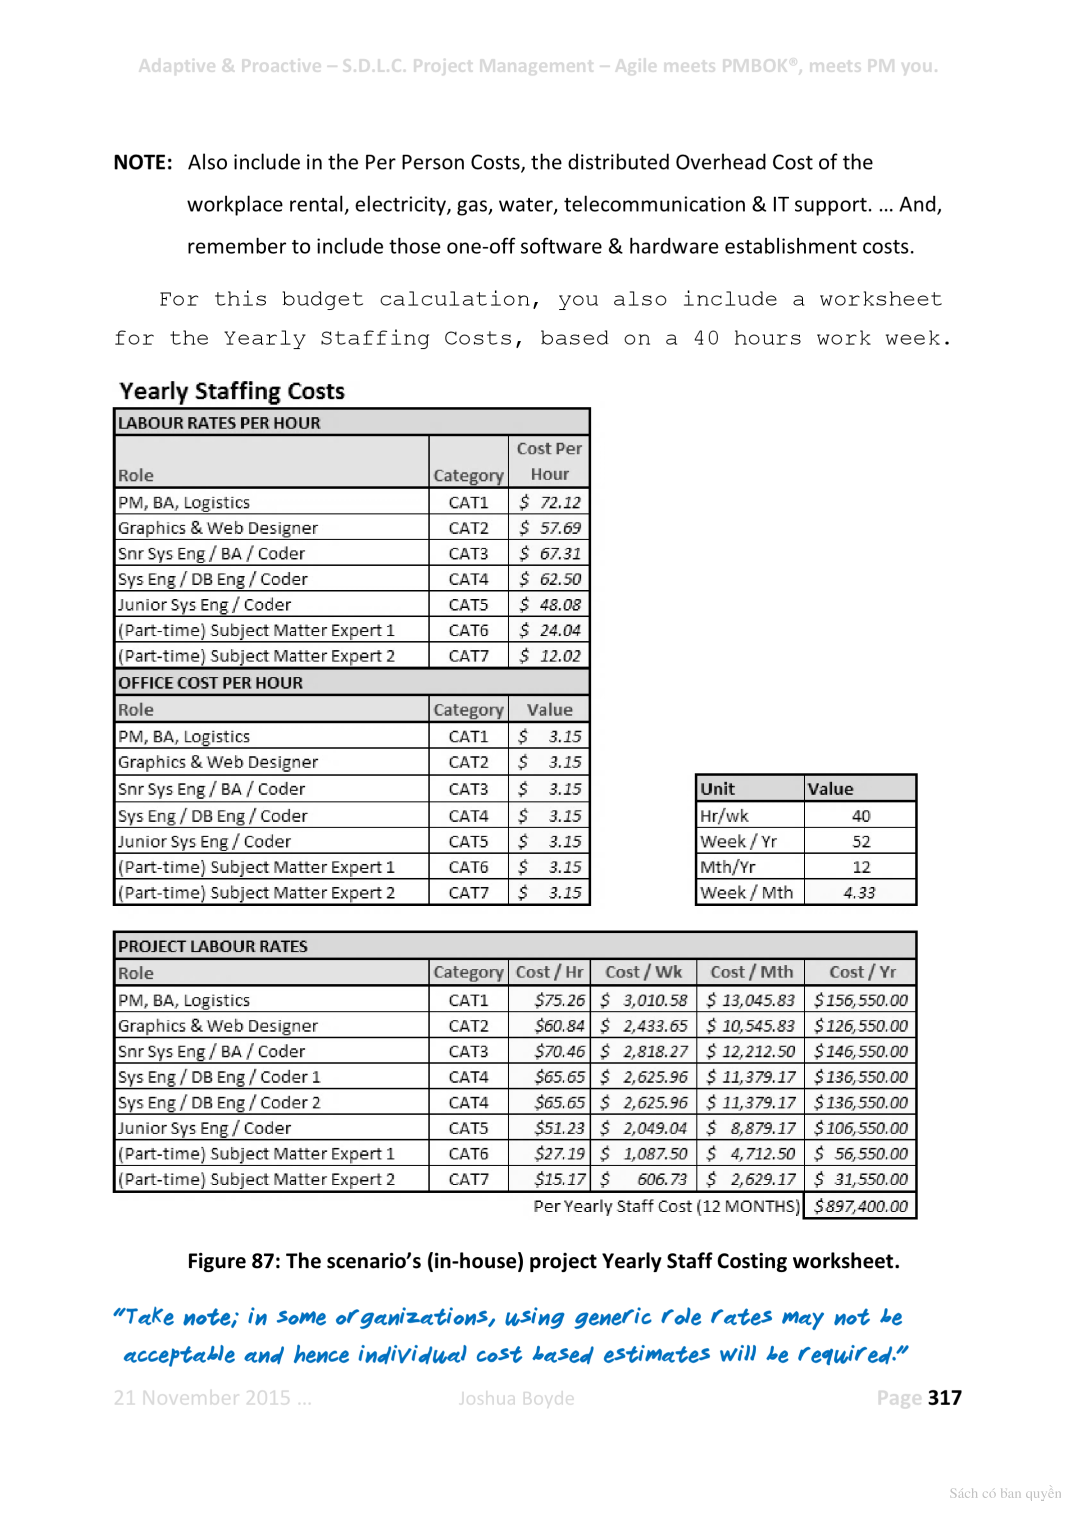 Adaptive & Proactive – S.D.L.C. Project Management – Agile meets PMBOK®, meets PM you.
NOTE: Also include in the Per Person Costs, the distributed Overhead Cost of the
workplace rental, electricity, gas, water, telecommunication & IT support. ... And,
remember to include those one-off software & hardware establishment costs.
For this budget calculation, you also include a worksheet
for the Yearly Staffing Costs, based on a 40 hours work week.
Yearly Staffing Costs
LABOUR RATES PER HOUR
Role Category Cost Per Hour
PM, BA, Logistics CAT1 $ 72.12
Graphics & Web Designer CAT2 $ 57.69
Snr Sys Eng / BA / Coder CAT3 $ 67.31
Sys Eng / DB Eng / Coder CAT4 $ 62.50
Junior Sys Eng / Coder CAT5 $ 48.08
(Part-time) Subject Matter Expert 1 CAT6 $ 24.04
(Part-time) Subject Matter Expert 2 CAT7 $ 12.02
OFFICE COST PER HOUR
Role Category Value
PM, BA, Logistics CAT1 $ 3.15
Graphics & Web Designer CAT2 $ 3.15
Snr Sys Eng / BA / Coder CAT3 $ 3.15
Sys Eng / DB Eng / Coder CAT4 $ 3.15
Junior Sys Eng / Coder CAT5 $ 3.15
(Part-time) Subject Matter Expert 1 CAT6 $ 3.15
(Part-time) Subject Matter Expert 2 CAT7 $ 3.15
Unit Value
Hr/wk 40
Week / Yr 52
Mth/Yr 12
Week / Mth 4.33
PROJECT LABOUR RATES
Role Category Cost / Hr Cost / Wk Cost / Mth Cost / Yr
PM, BA, Logistics CAT1 $75.26 $ 3,010.58 $ 13,045.83 $156,550.00
Graphics & Web Designer CAT2 $60.84 $ 2,433.65 $ 10,545.83 $126,550.00
Snr Sys Eng / BA / Coder CAT3 $70.46 $ 2,818.27 $ 12,212.50 $146,550.00
Sys Eng / DB Eng / Coder 1 CAT4 $65.65 $ 2,625.96 $ 11,379.17 $136,550.00
Sys Eng / DB Eng / Coder 2 CAT4 $65.65 $ 2,625.96 $ 11,379.17 $136,550.00
Junior Sys Eng / Coder CAT5 $51.23 $ 2,049.04 $ 8,879.17 $106,550.00
(Part-time) Subject Matter Expert 1 CAT6 $27.19 $ 1,087.50 $ 4,712.50 $ 56,550.00
(Part-time) Subject Matter Expert 2 CAT7 $15.17 $ 606.73 $ 2,629.17 $ 31,550.00
Per Yearly Staff Cost (12 MONTHS) $897,400.00
Figure 87: The scenario's (in-house) project Yearly Staff Costing worksheet.
"Take note; in some organizations, using generic role rates may not be
acceptable and hence individual cost based estimates will be required."
21 November 2015 ... Joshua Boyde Page 317
Sách có bản quyền